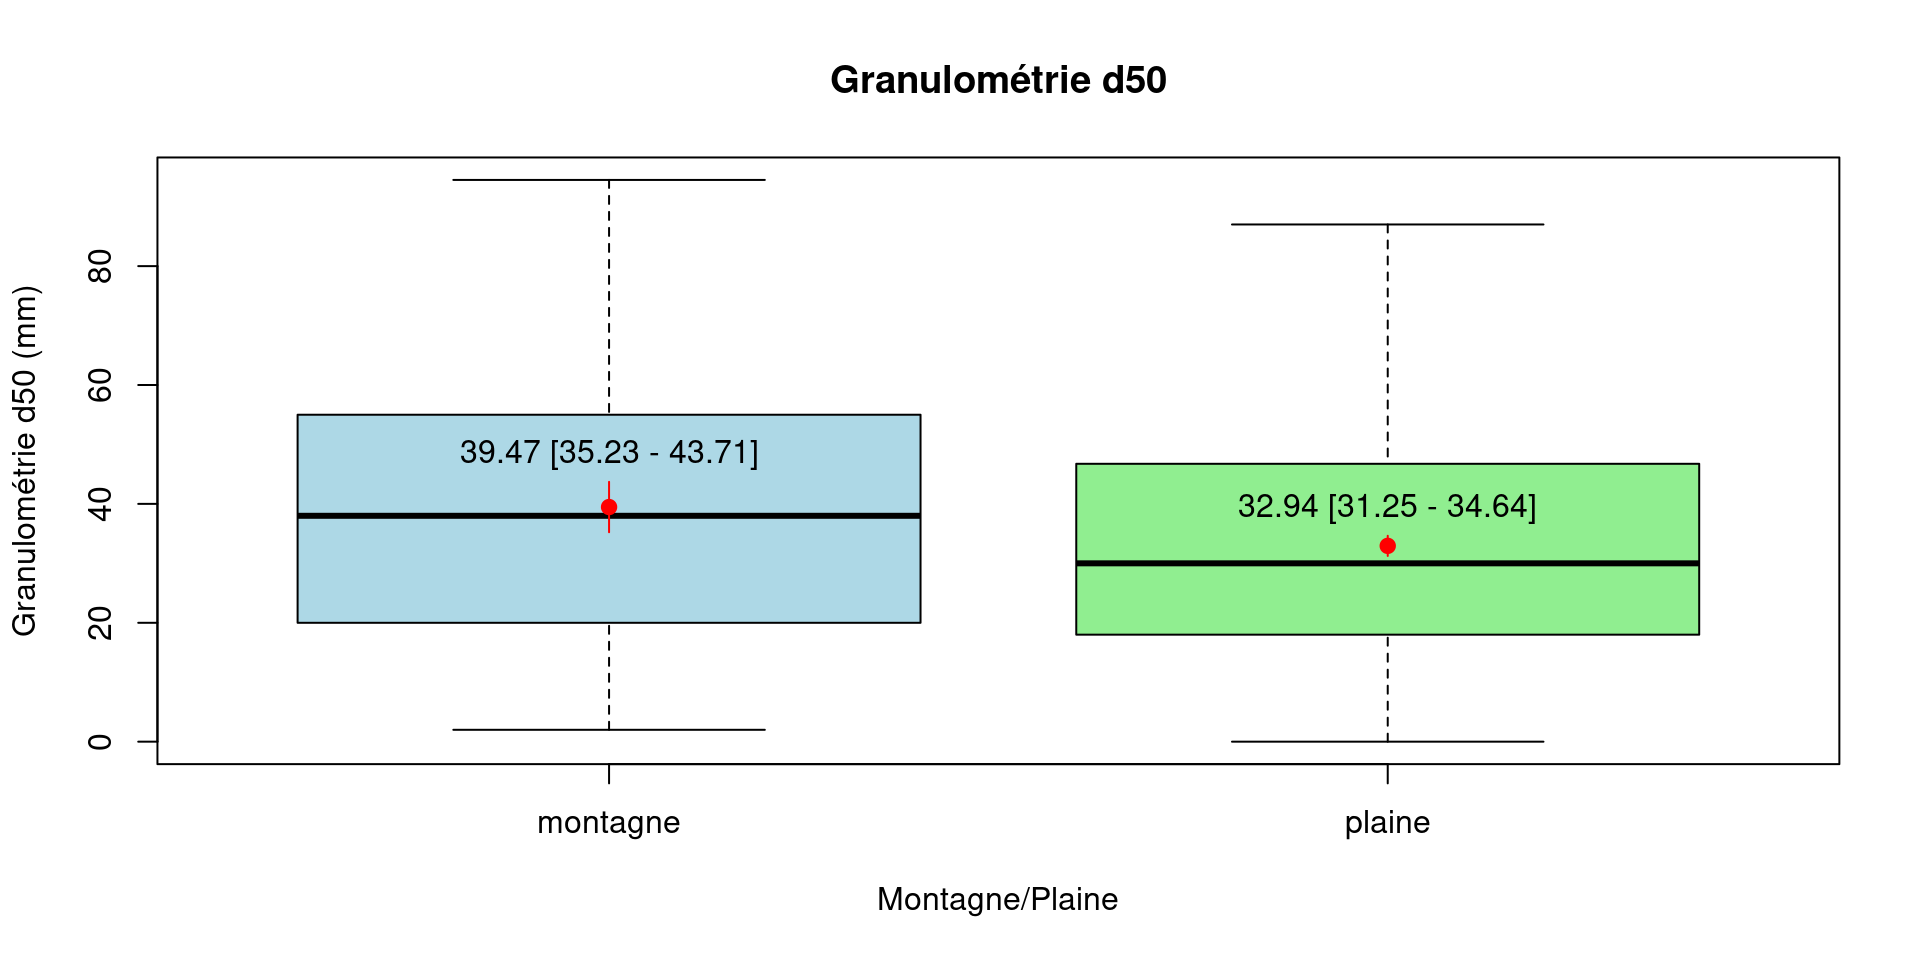 Granulométrie d50
Granulométrie d50 (mm)
80
60
40
20
0
39.47 [35.23 - 43.71]
32.94 [31.25 - 34.64]
montagne
plaine
Montagne/Plaine